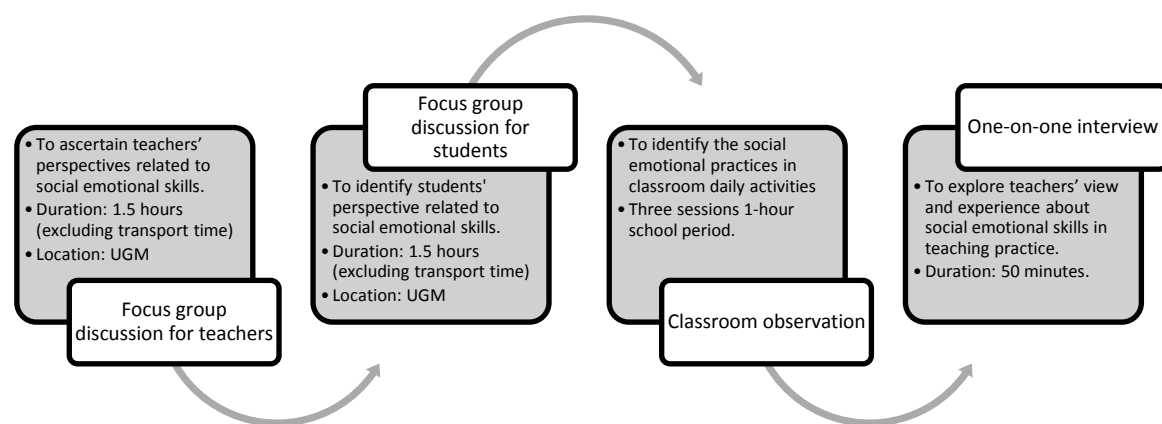 • To ascertain teachers’
perspectives related to
social emotional skills.
• Duration: 1.5 hours
(excluding transport time)
• Location: UGM
Focus group
discussion for teachers
Focus group
discussion for
students
• To identify students'
perspective related to
social emotional skills.
• Duration: 1.5 hours
(excluding transport time)
• Location: UGM
• To identify the social
emotional practices in
classroom daily activities
• Three sessions 1-hour
school period.
Classroom observation
One-on-one interview
• To explore teachers’ view
and experience about
social emotional skills in
teaching practice.
• Duration: 50 minutes.